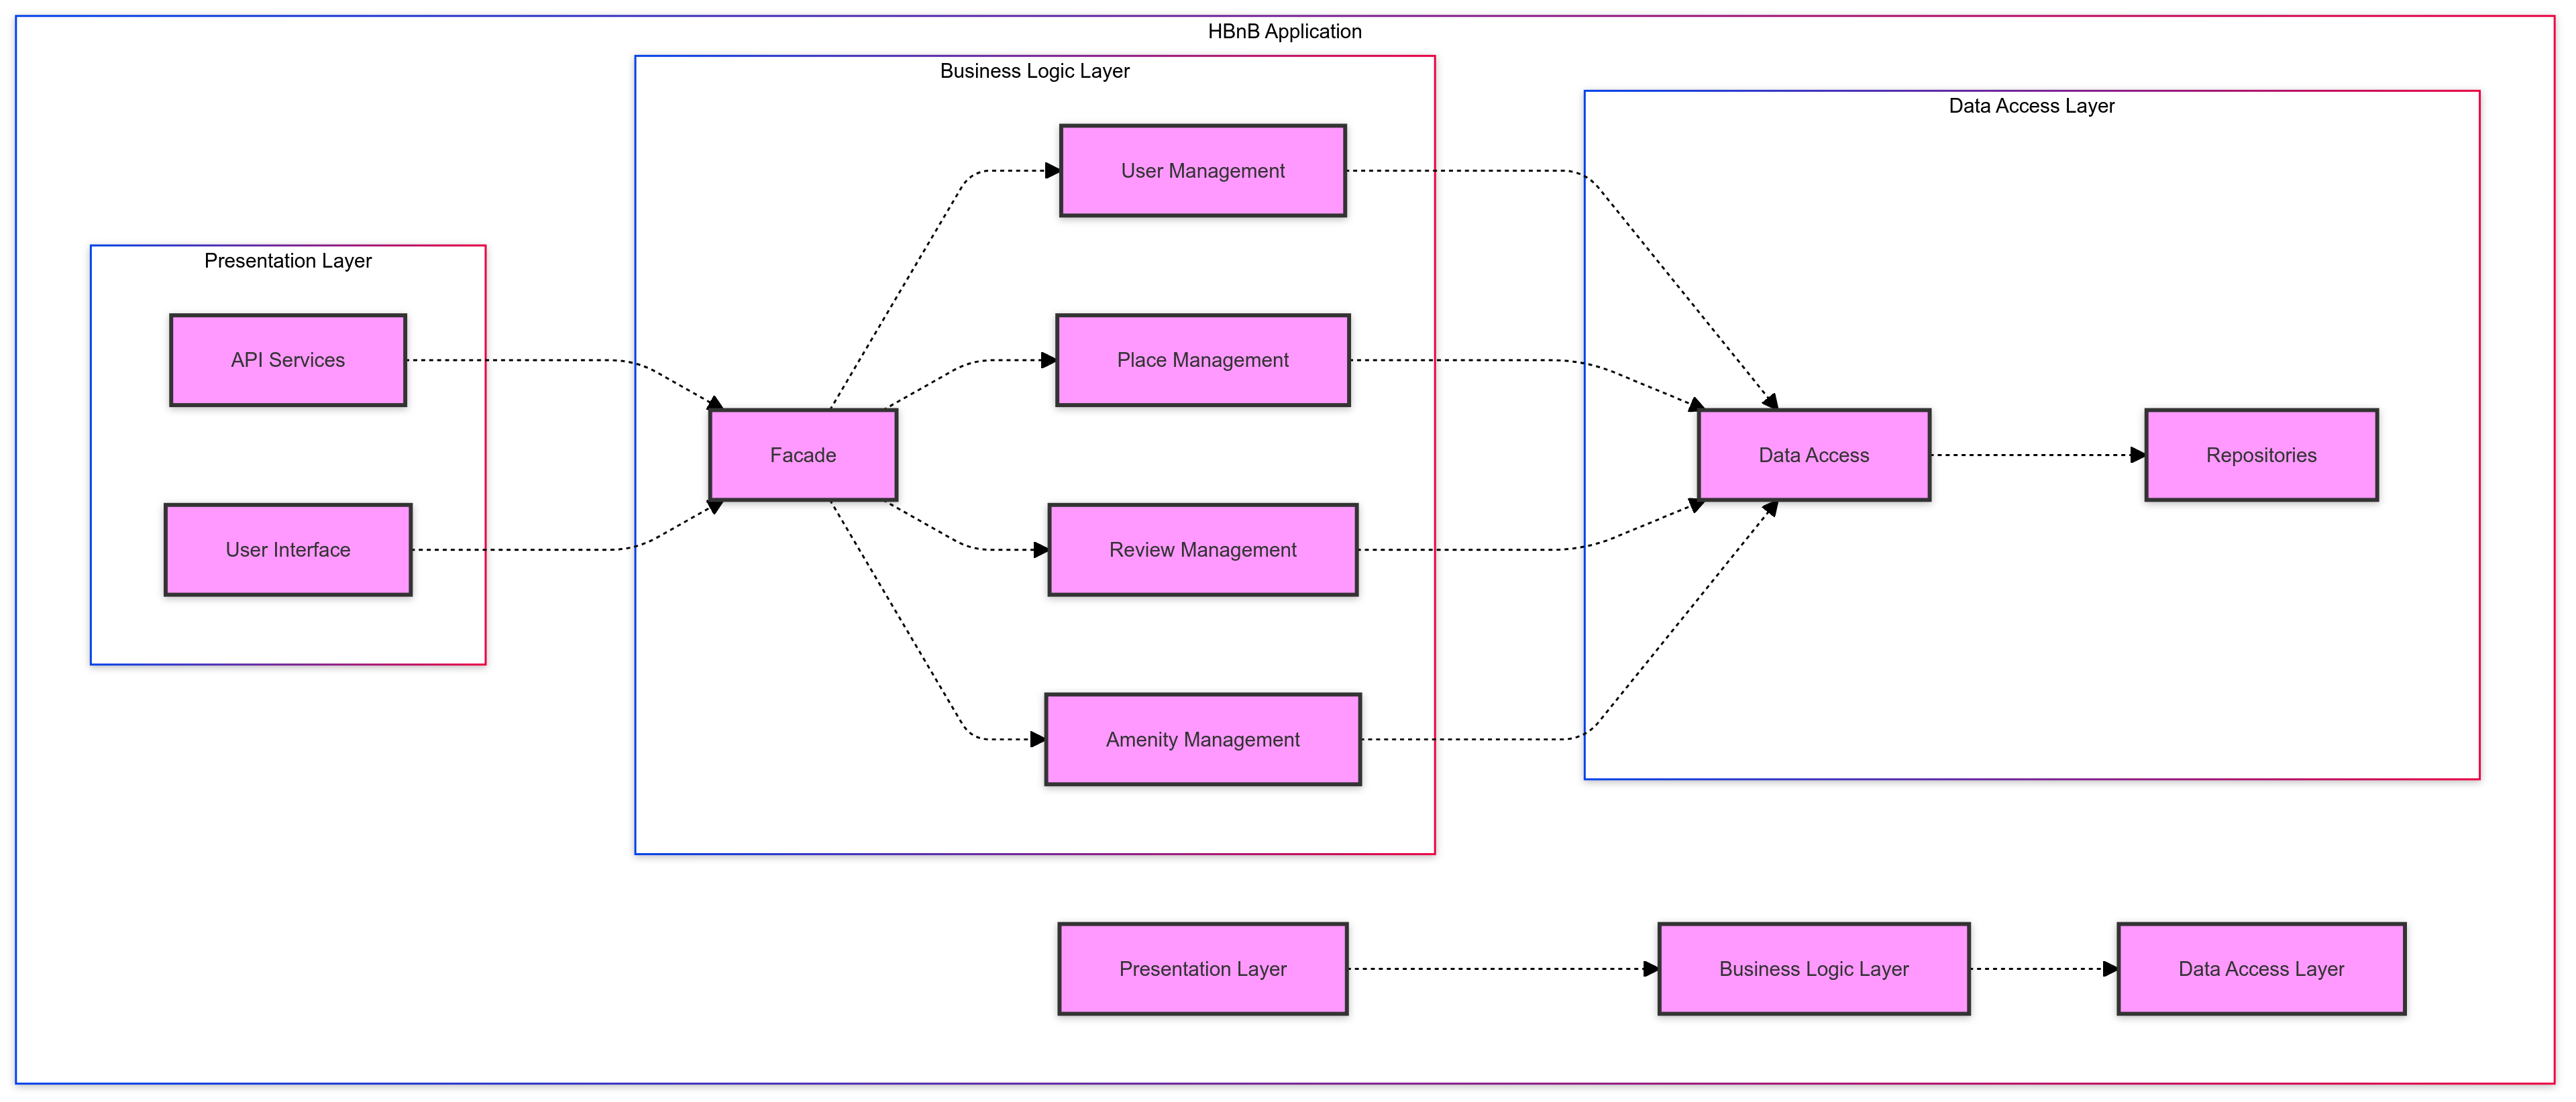 HBnB Application
Business Logic Layer
Data Access Layer
User Management
Presentation Layer
API Services
Place Management
Facade
Data Access
Repositories
User Interface
Review Management
Amenity Management
Presentation Layer
Business Logic Layer
Data Access Layer